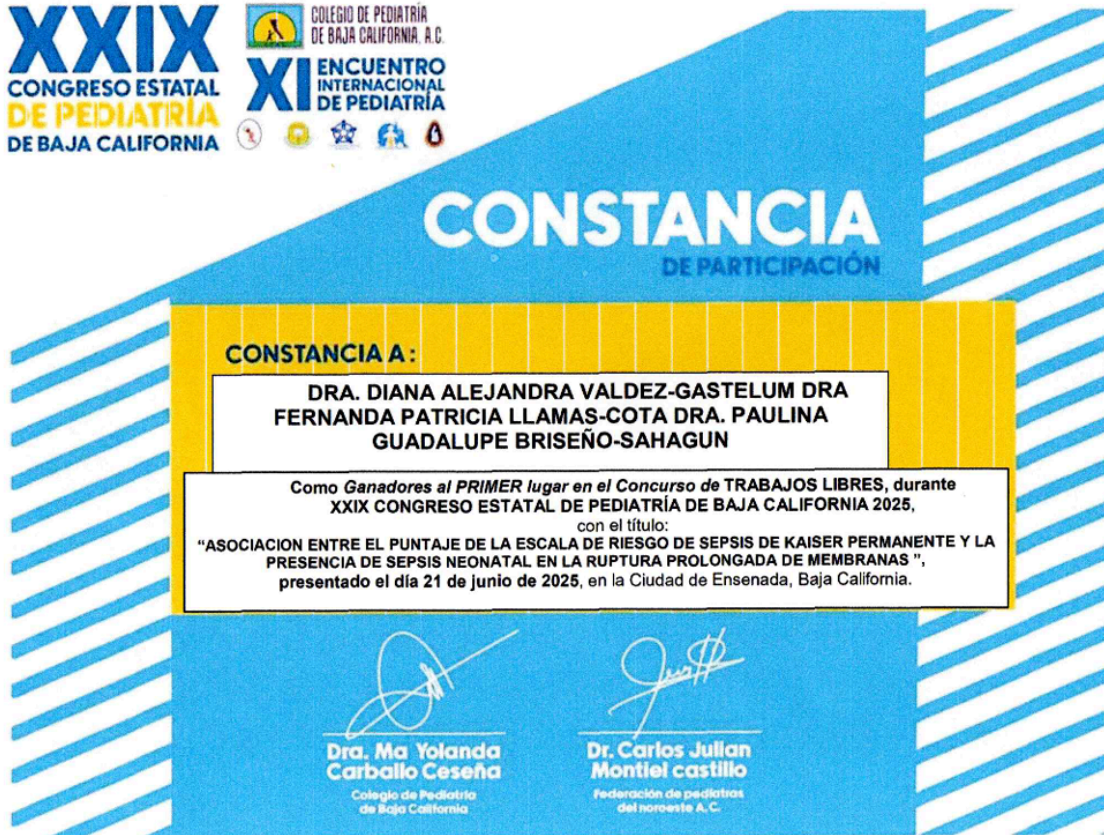 XXIX
CONGRESO ESTATAL
DE PEDIATRÍA
DE BAJA CALIFORNIA
COLEGIO DE PEDIATRÍA
DE BAJA CALIFORNIA, A.C.
XI ENCUENTRO
INTERNACIONAL
DE PEDIATRÍA
CONSTANCIA
DE PARTICIPACIÓN
CONSTANCIA A:
DRA. DIANA ALEJANDRA VALDEZ-GASTELUM DRA
FERNANDA PATRICIA LLAMAS-COTA DRA. PAULINA
GUADALUPE BRISEÑO-SAHAGUN
Como Ganadores al PRIMER lugar en el Concurso de TRABAJOS LIBRES, durante
XXIX CONGRESO ESTATAL DE PEDIATRÍA DE BAJA CALIFORNIA 2025,
con el título:
“ASOCIACION ENTRE EL PUNTAJE DE LA ESCALA DE RIESGO DE SEPSIS DE KAISER PERMANENTE Y LA
PRESENCIA DE SEPSIS NEONATAL EN LA RUPTURA PROLONGADA DE MEMBRANAS ”,
presentado el día 21 de junio de 2025, en la Ciudad de Ensenada, Baja California.
Dra. Ma Yolanda
Carballo Ceseña
Colegio de Pediatría
de Baja California
Dr. Carlos Julian
Montiel castillo
Federación de pediatras
del noroeste A. C.